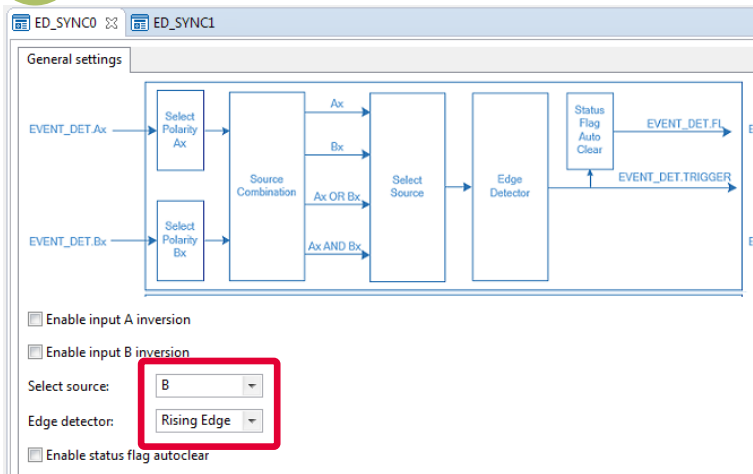 ED_SYNC0
ED_SYNC1
General settings
EVENT_DET.Ax
Select
Polarity
Ax
Source
Combination
Ax
Bx
Ax OR Bx
Ax AND Bx
Select
Source
Edge
Detector
Status
Flag
Auto
Clear
EVENT_DET.FL
EVENT_DET.TRIGGER
EVENT_DET.Bx
Select
Polarity
Bx
Enable input A inversion
Enable input B inversion
Select source: B
Edge detector: Rising Edge
Enable status flag autoclear